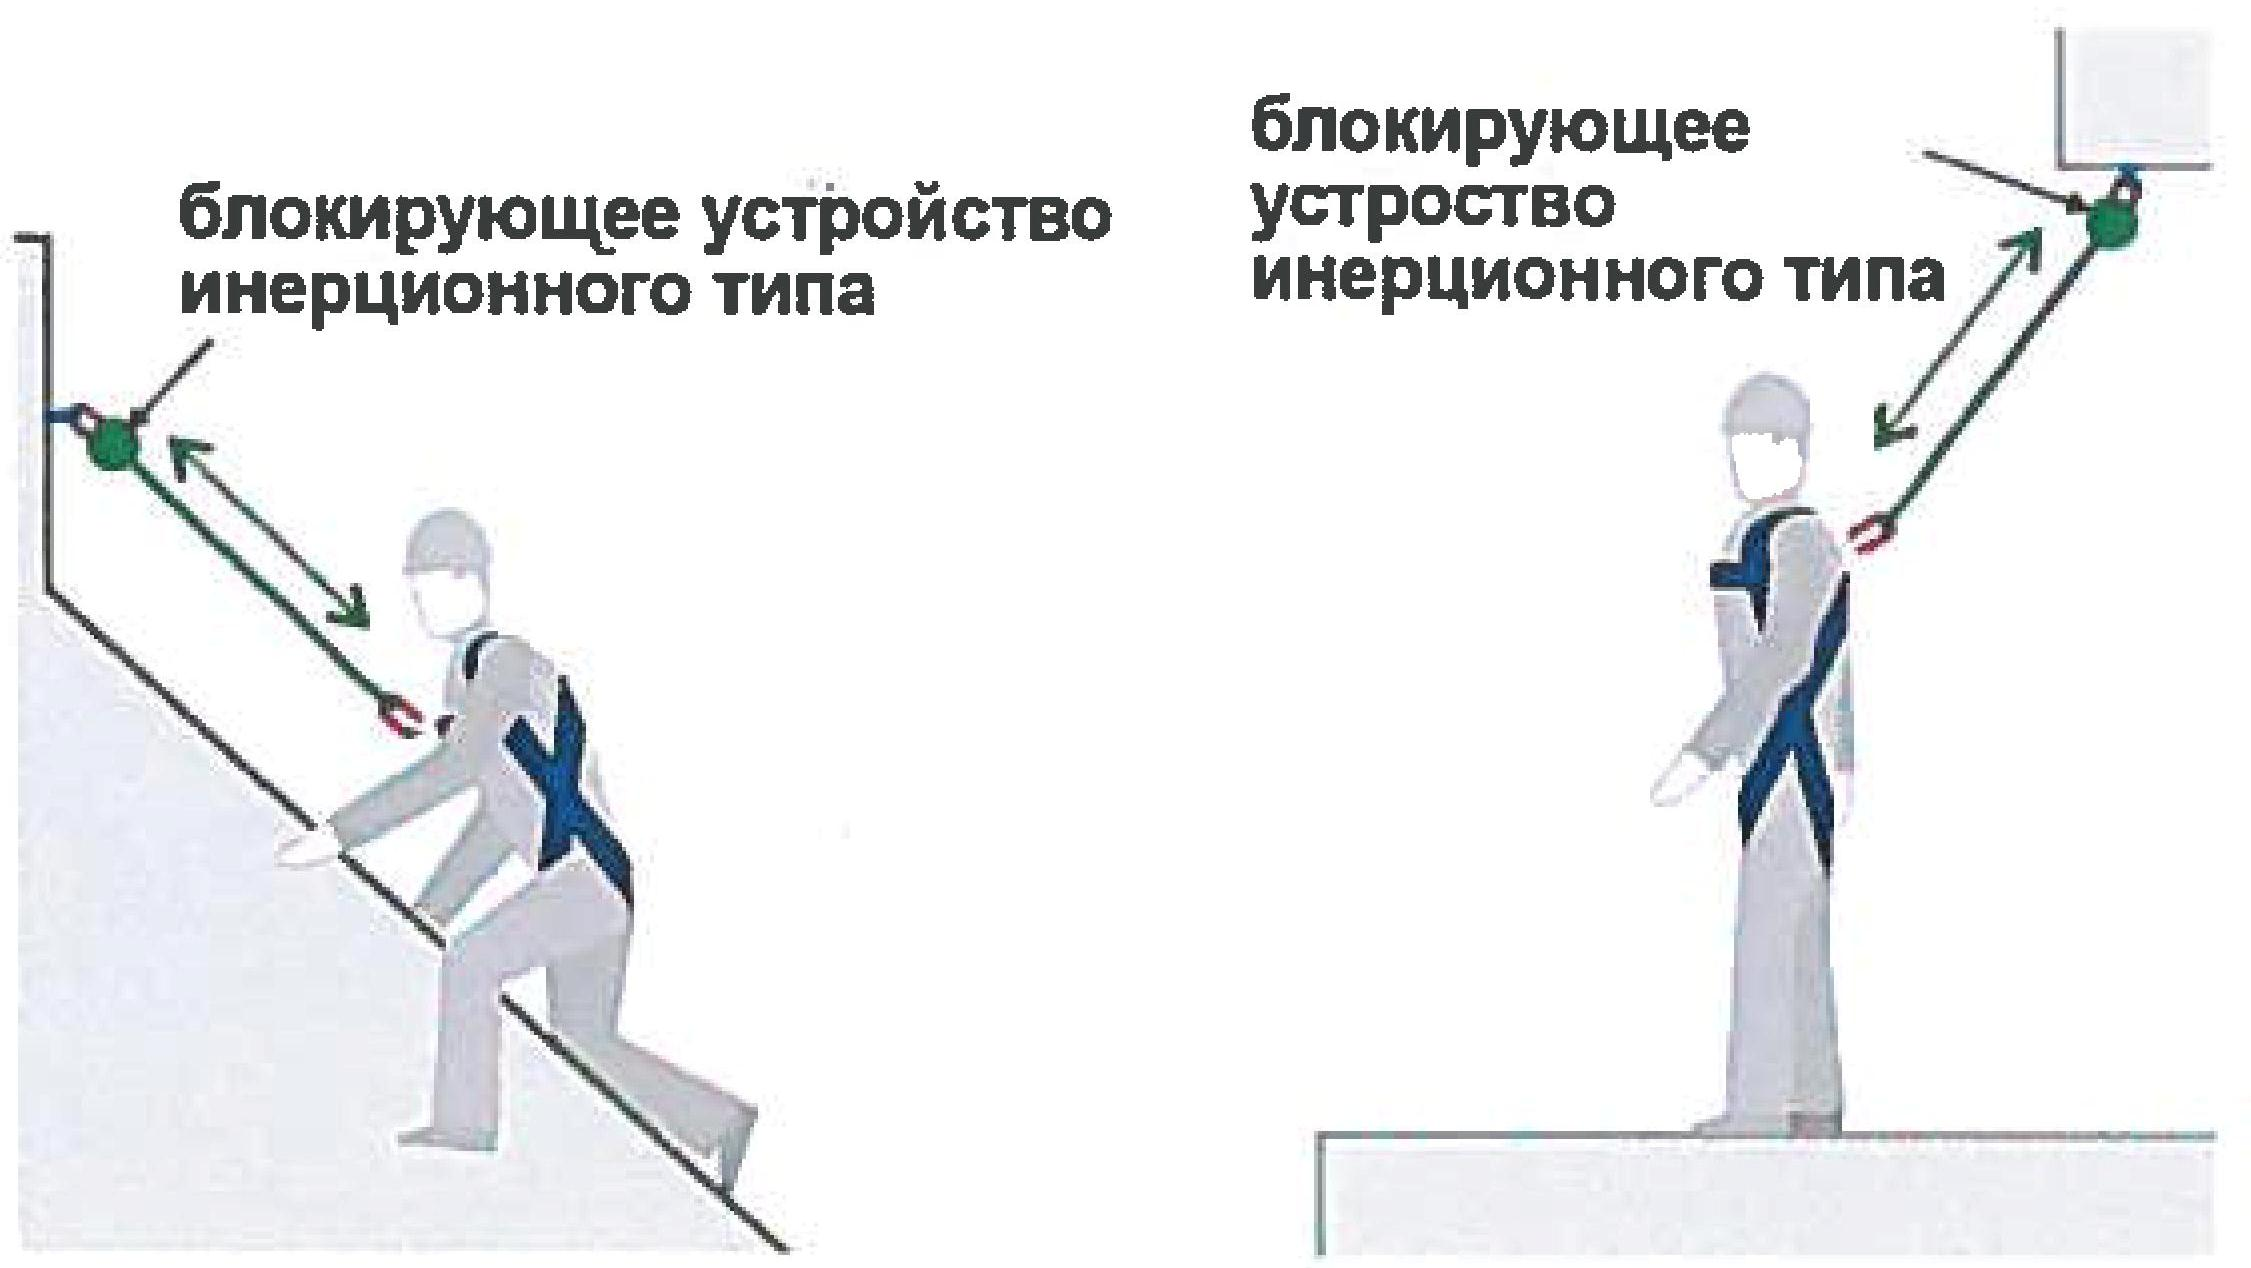 блокирующее устройство
инерционного типа
блокирующее
устроство
инерционного типа